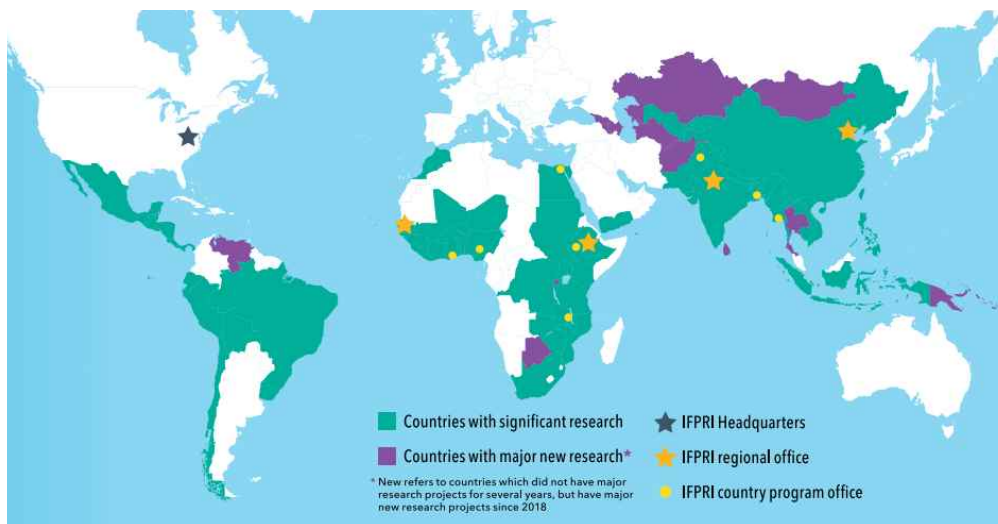 Countries with significant research
Countries with major new research*
* New refers to countries which did not have major
research projects for several years, but have major
new research projects since 2018
IFPRI Headquarters
IFPRI regional office
IFPRI country program office